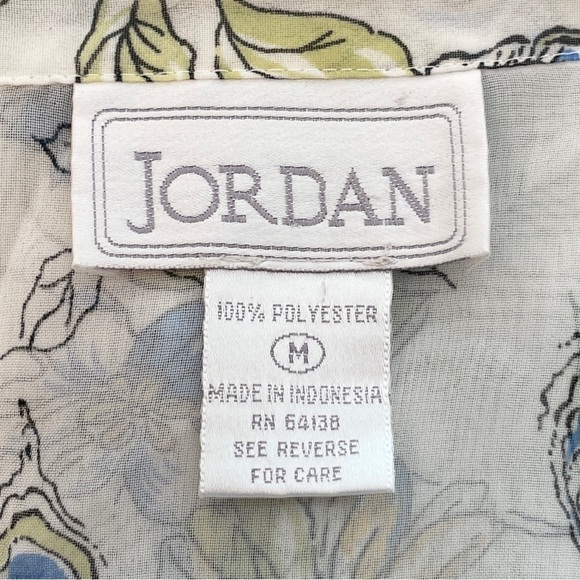 JORDAN
100% POLYESTER
M
MADE IN INDONESIA
RN 64138
SEE REVERSE
FOR CARE